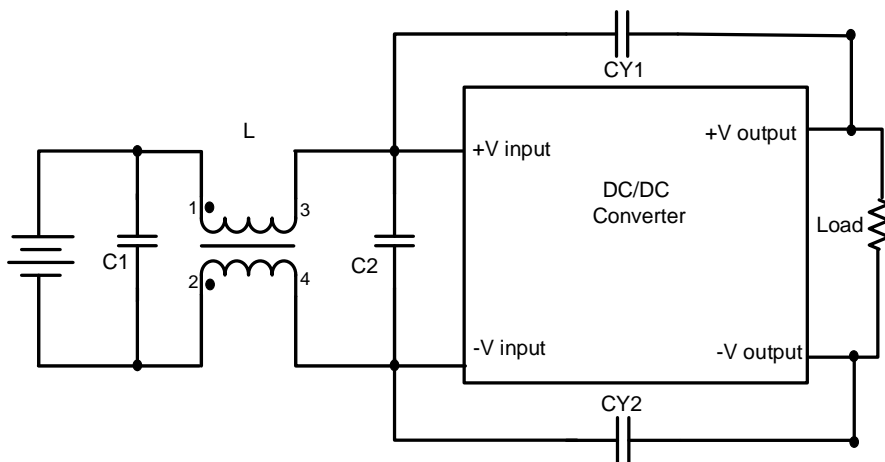 CY1
L
+V input
+V output
1
3
DC/DC
Converter
Load
C1
C2
2
4
-V input
-V output
CY2